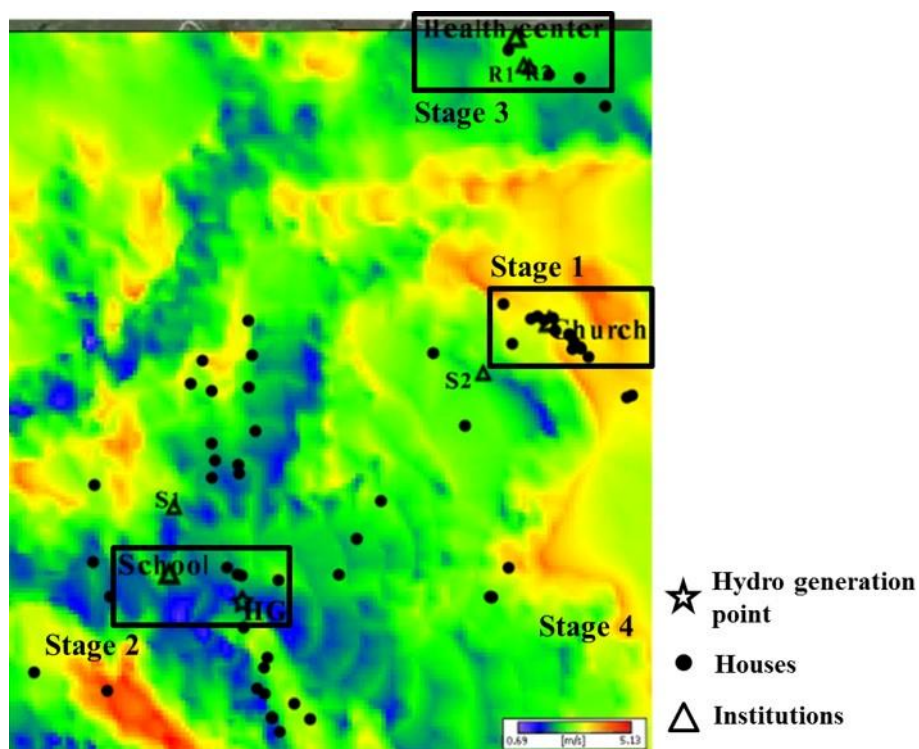 Health center
R1 R2
Stage 3
Stage 1
Church
S2
S1
School
HG
Stage 2
Stage 4
0.69 [m/s] 5.13
Hydro generation
point
Houses
Institutions